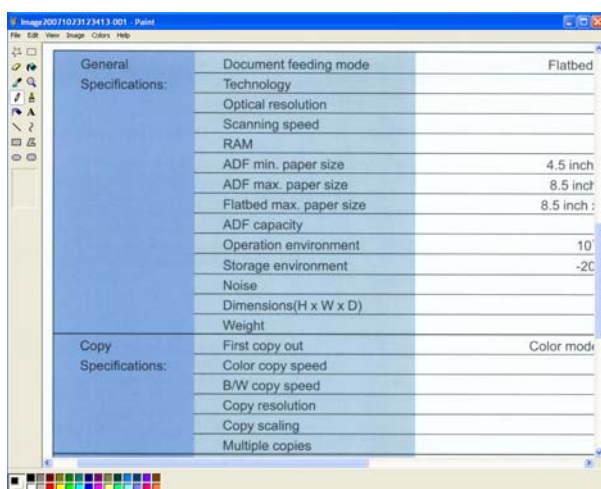 Image20071023123413-001 - Paint
File Edit View Image Colors Help
General Document feeding mode Flatbed
Specifications: Technology
Optical resolution
Scanning speed
RAM
ADF min. paper size 4.5 inch
ADF max. paper size 8.5 inch
Flatbed max. paper size 8.5 inch
ADF capacity
Operation environment 10
Storage environment -20
Noise
Dimensions(H x W x D)
Weight
Copy First copy out Color mode
Specifications: Color copy speed
B/W copy speed
Copy resolution
Copy scaling
Multiple copies